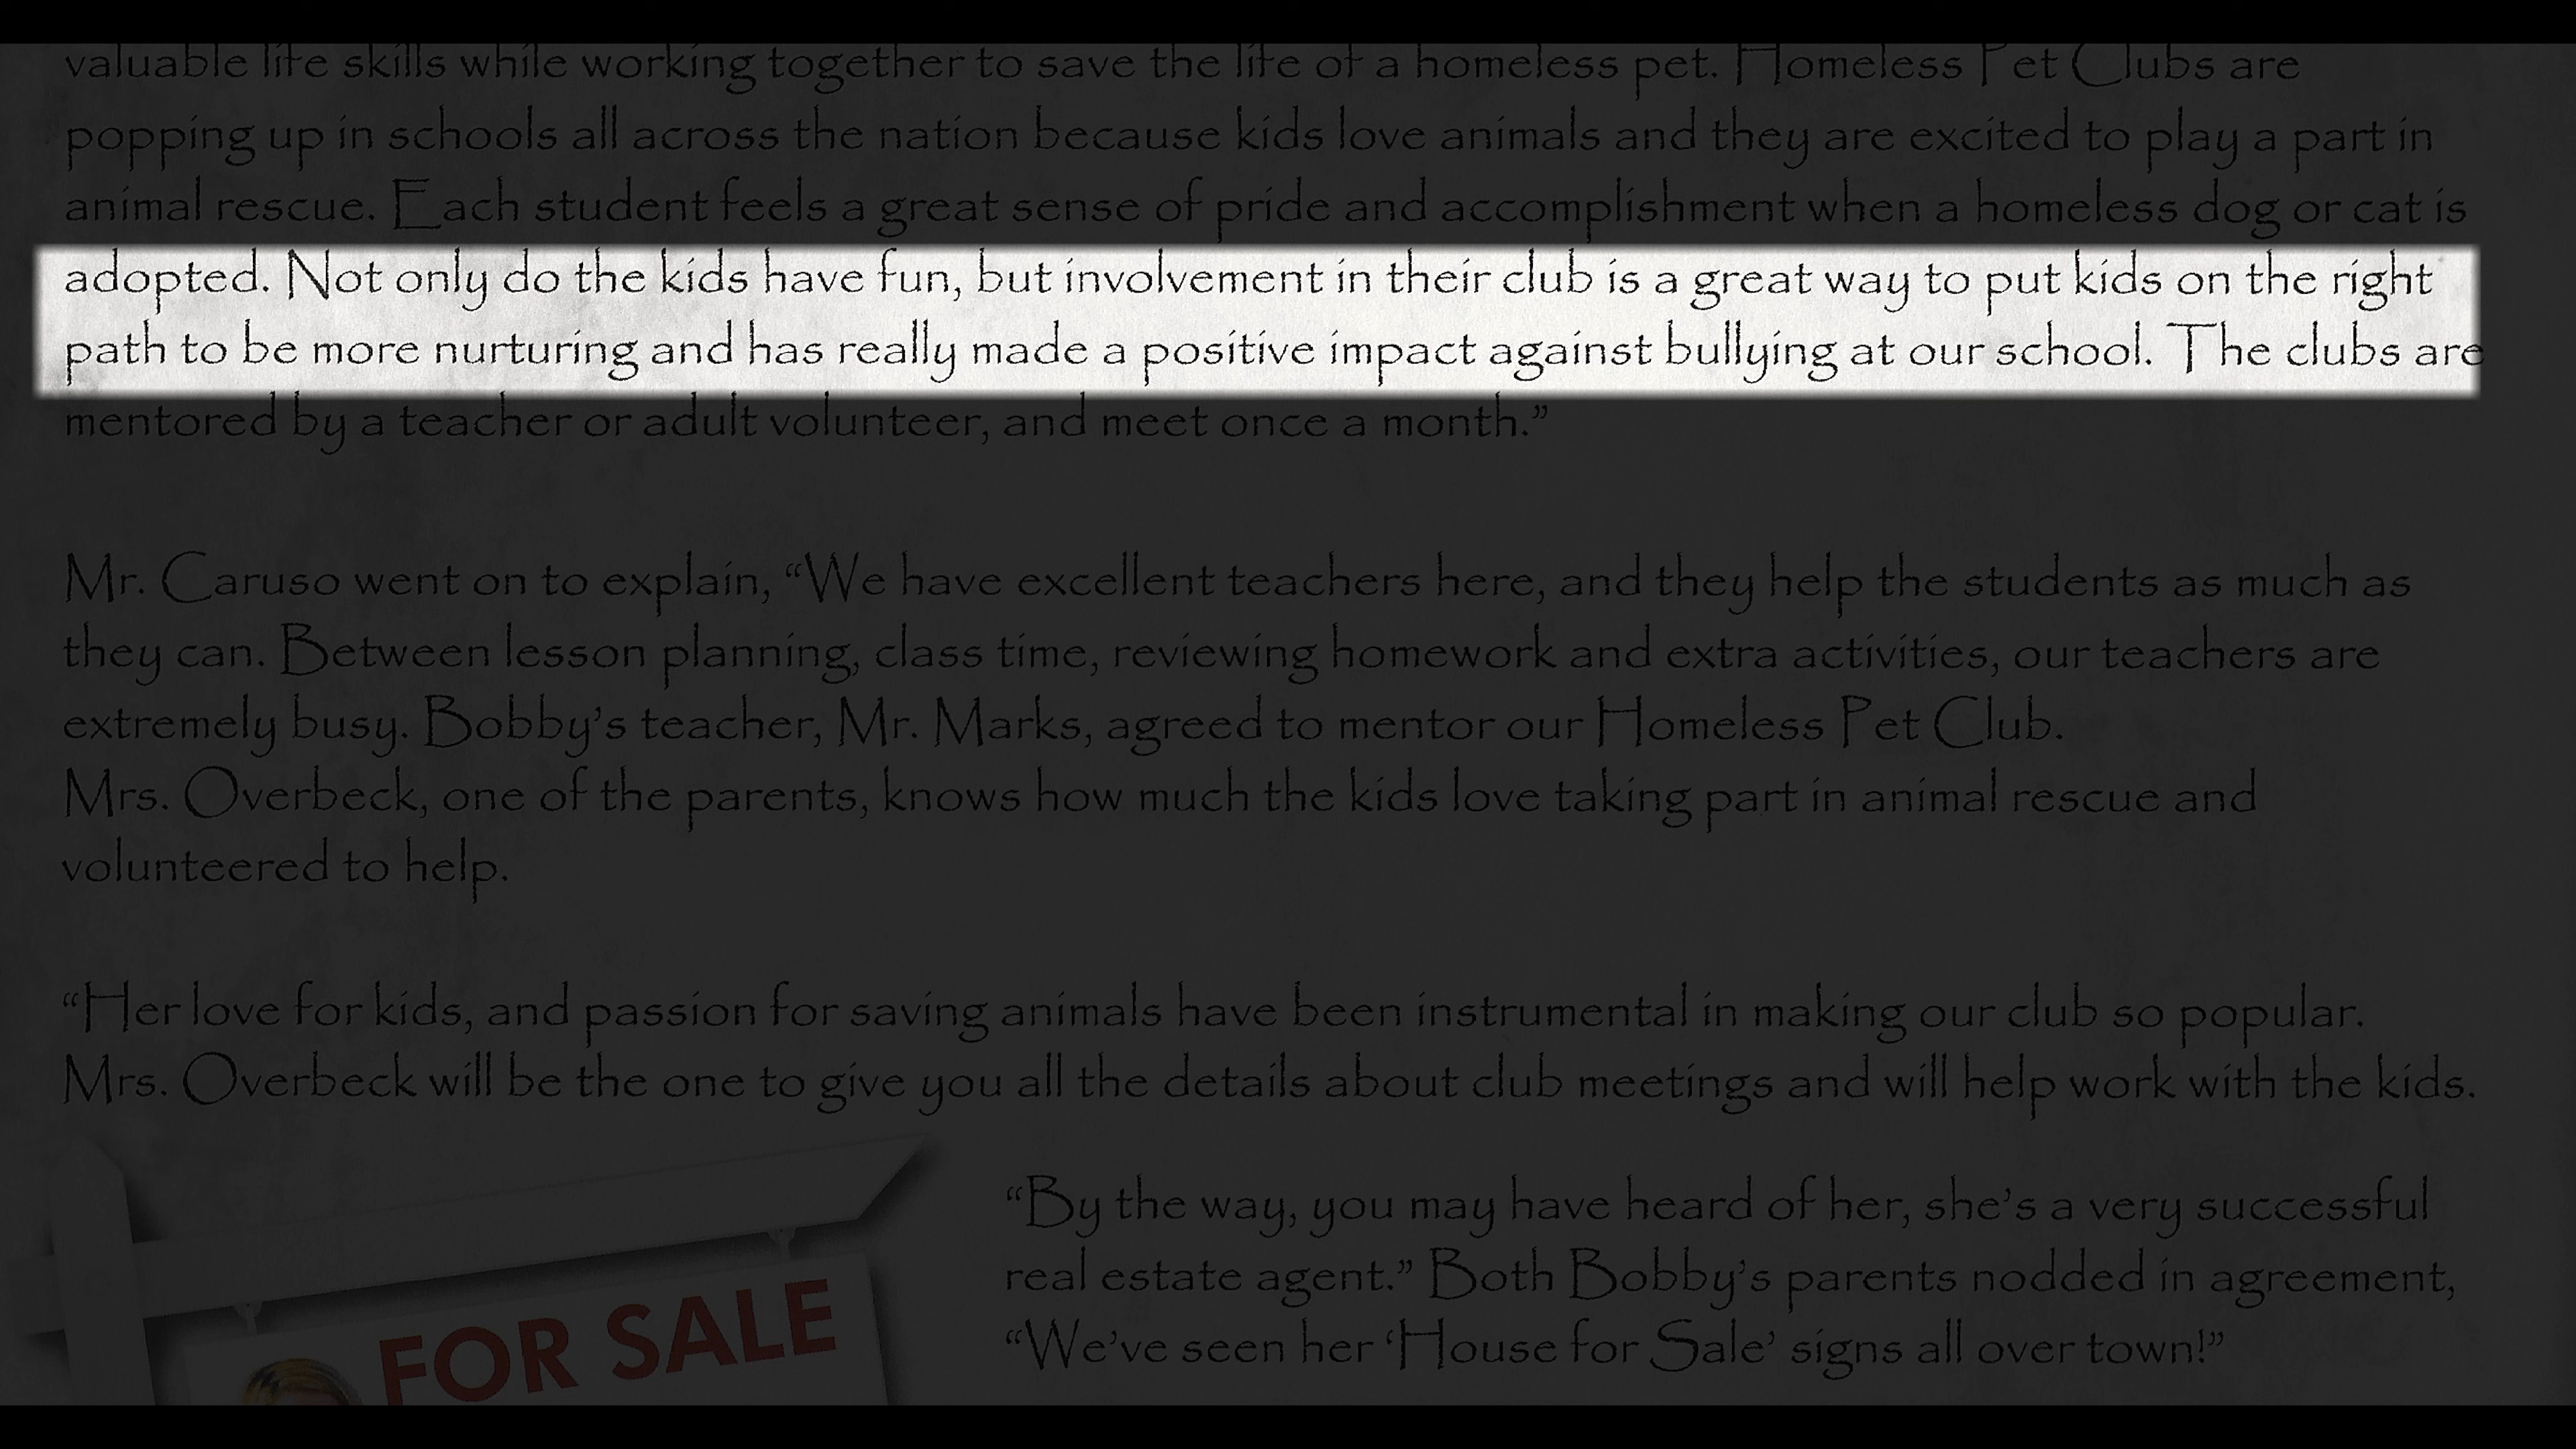 valuable life skills while working together to save the life of a homeless pet. Homeless Pet Clubs are
popping up in schools all across the nation because kids love animals and they are excited to play a part in
animal rescue. Each student feels a great sense of pride and accomplishment when a homeless dog or cat is
adopted. Not only do the kids have fun, but involvement in their club is a great way to put kids on the right
path to be more nurturing and has really made a positive impact against bullying at our school. The clubs are
mentored by a teacher or adult volunteer, and meet once a month.”
Mr. Caruso went on to explain, “We have excellent teachers here, and they help the students as much as
they can. Between lesson planning, class time, reviewing homework and extra activities, our teachers are
extremely busy. Bobby’s teacher, Mr. Marks, agreed to mentor our Homeless Pet Club.
Mrs. Overbeck, one of the parents, knows how much the kids love taking part in animal rescue and
volunteered to help.
“Her love for kids, and passion for saving animals have been instrumental in making our club so popular.
Mrs. Overbeck will be the one to give you all the details about club meetings and will help work with the kids.
“By the way, you may have heard of her, she’s a very successful
real estate agent.” Both Bobby’s parents nodded in agreement,
“We’ve seen her ‘House for Sale’ signs all over town!”
FOR SALE